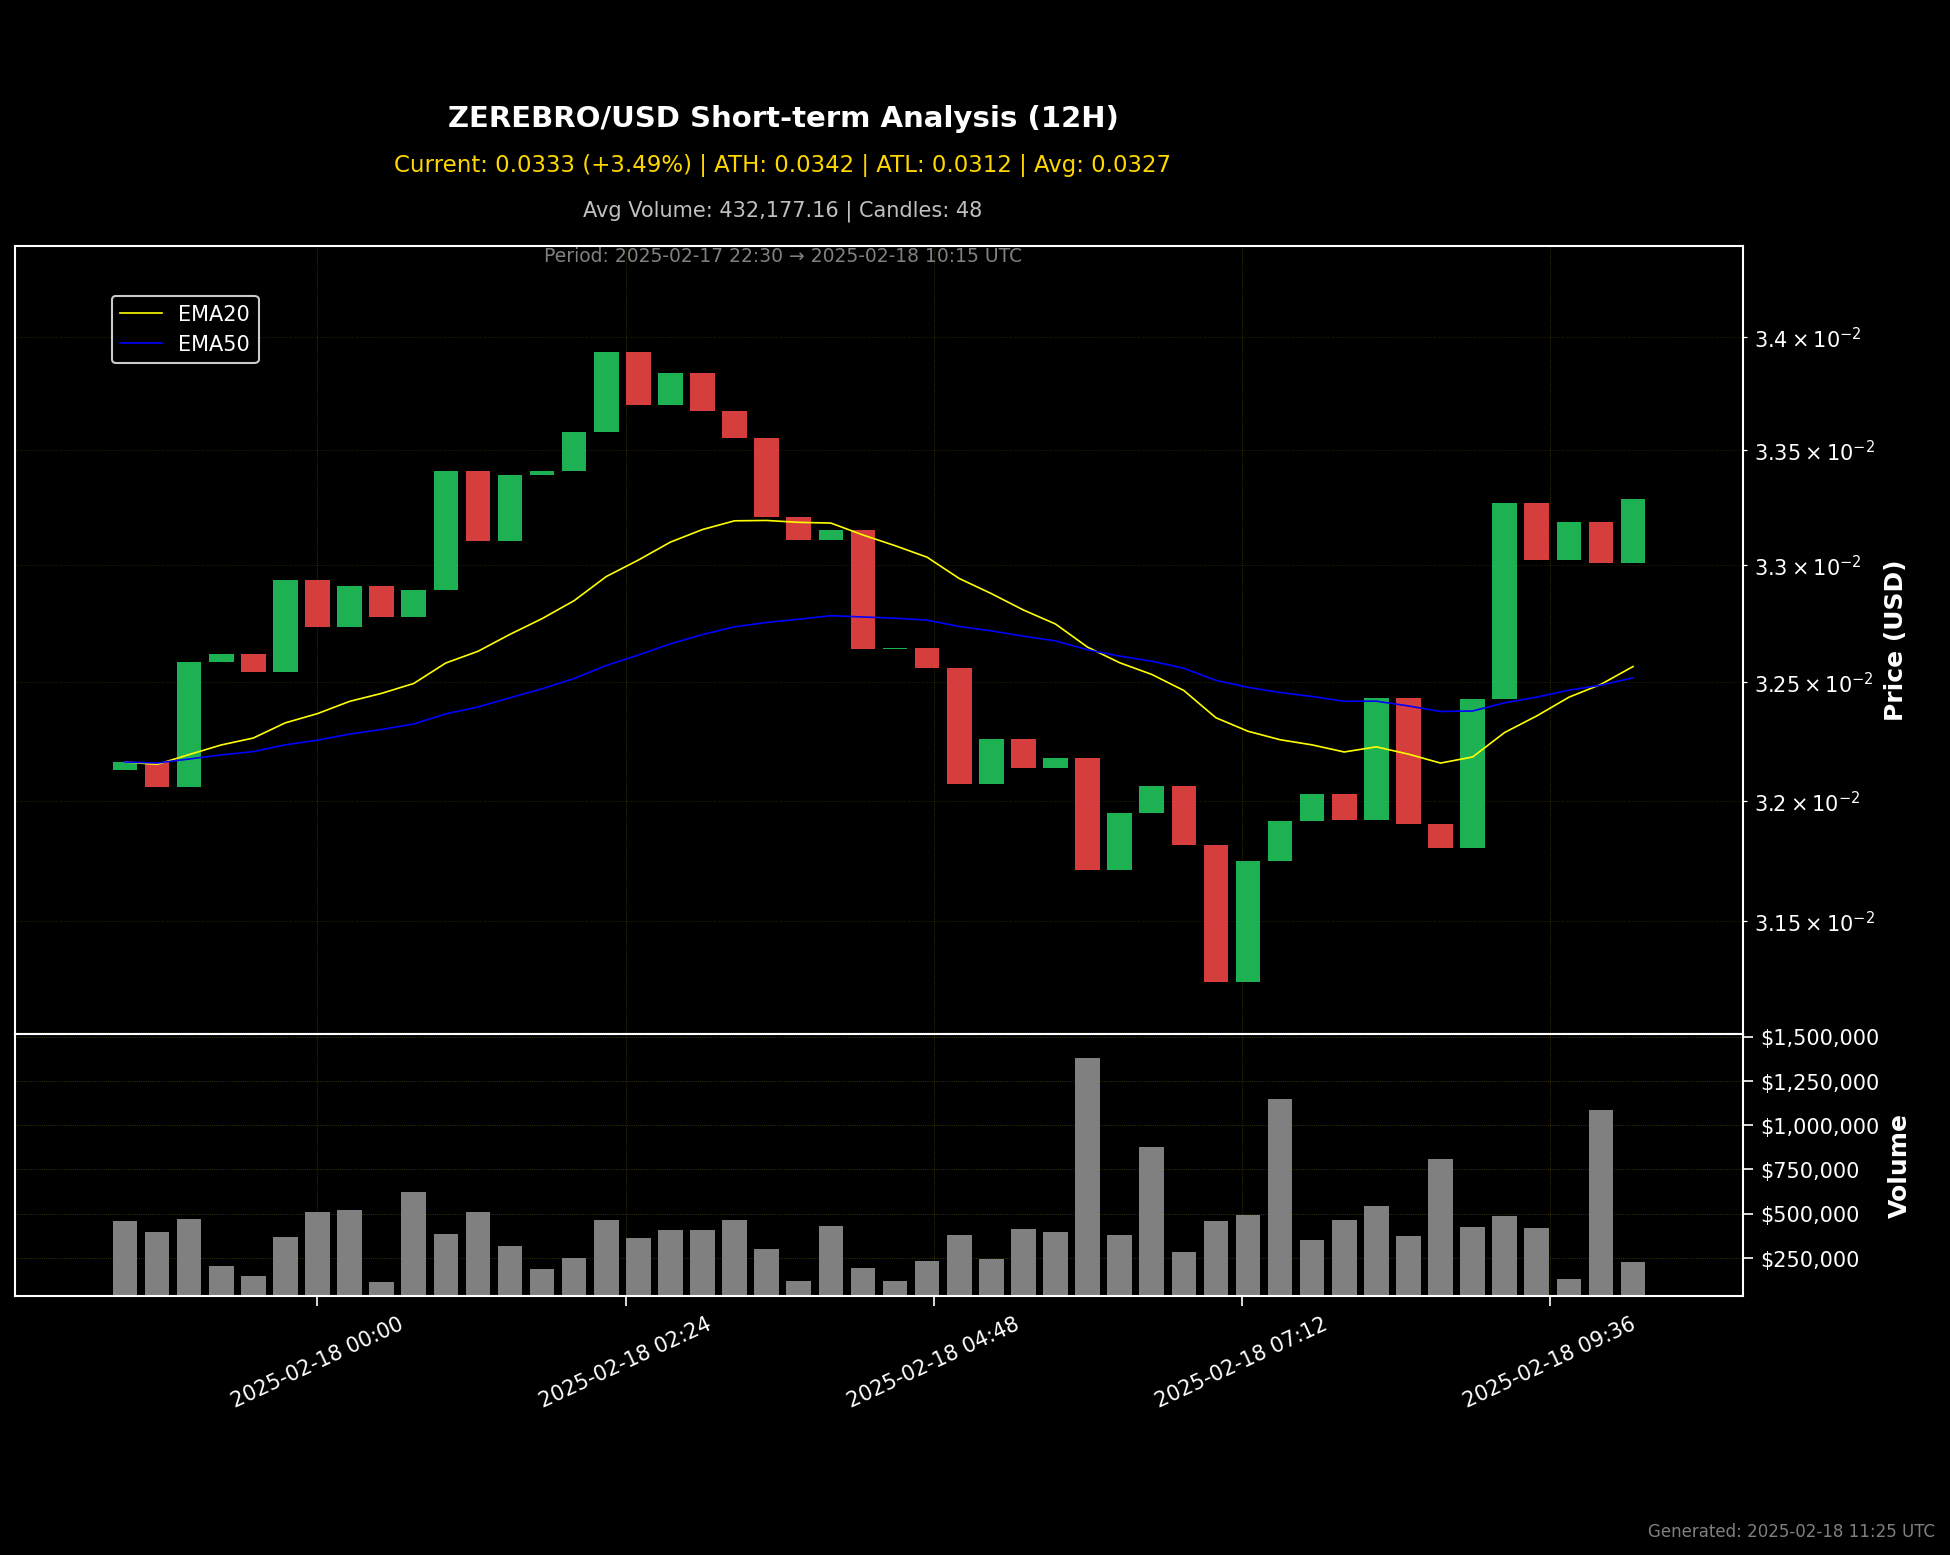 ZEREBRO/USD Short-term Analysis (12H)
Current: 0.0333 (+3.49%) | ATH: 0.0342 | ATL: 0.0312 | Avg: 0.0327
Avg Volume: 432,177.16 | Candles: 48
Period: 2025-02-17 22:30 → 2025-02-18 10:15 UTC
EMA20
EMA50
3.4 × 10⁻²
3.35 × 10⁻²
3.3 × 10⁻²
3.25 × 10⁻²
3.2 × 10⁻²
3.15 × 10⁻²
Price (USD)
$1,500,000
$1,250,000
$1,000,000
$750,000
$500,000
$250,000
Volume
2025-02-18 00:00
2025-02-18 02:24
2025-02-18 04:48
2025-02-18 07:12
2025-02-18 09:36
Generated: 2025-02-18 11:25 UTC